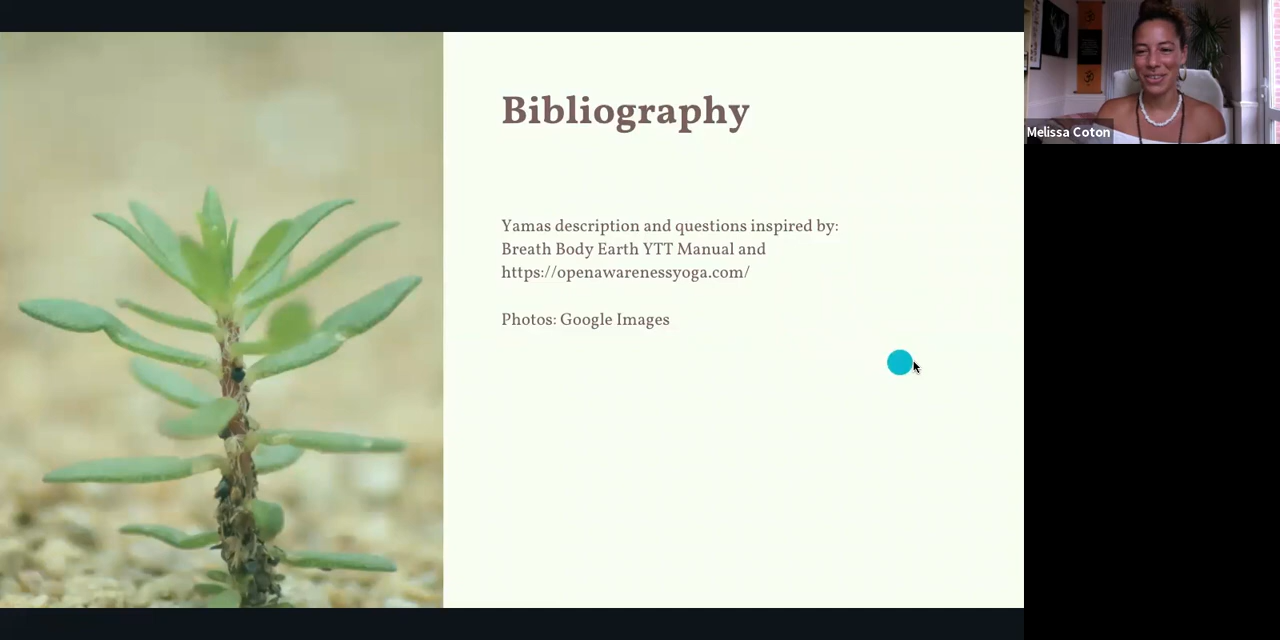 Bibliography
Yamas description and questions inspired by:
Breath Body Earth YTT Manual and
https://openawarenessyoga.com/
Photos: Google Images
Melissa Coton